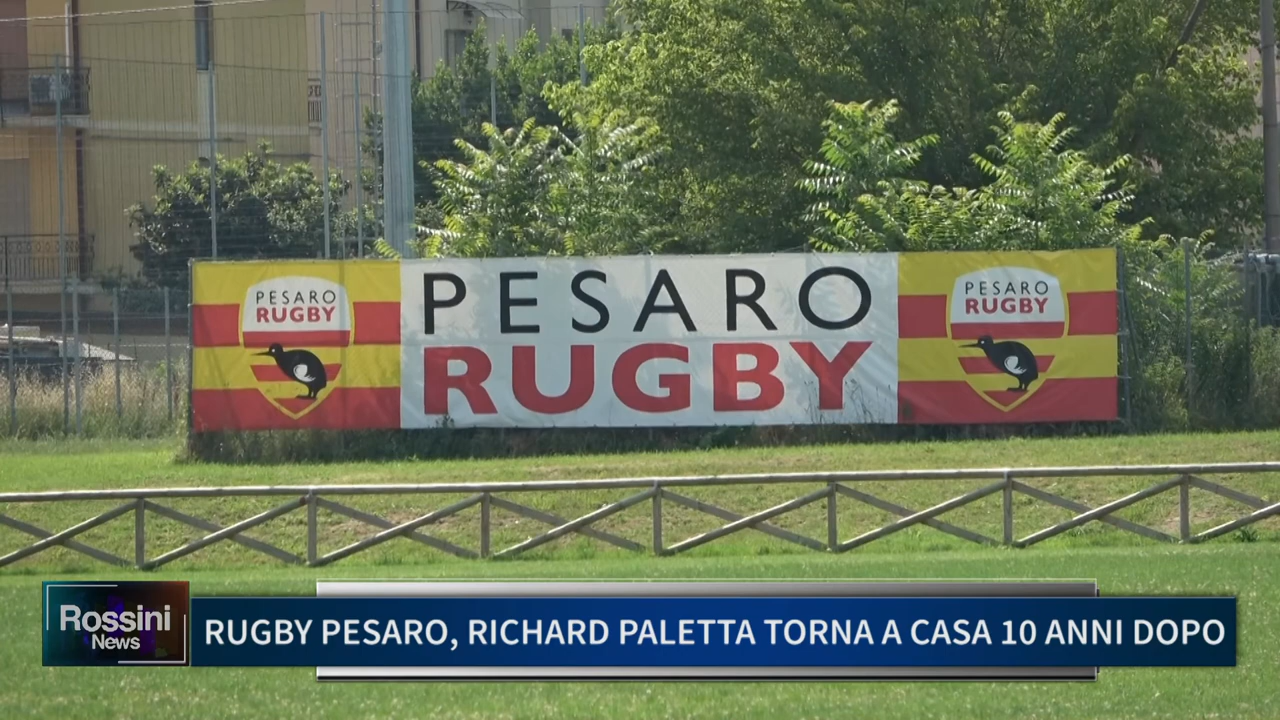 PESARO
RUGBY
PESARO
RUGBY
PESARO
RUGBY
Rossini
News
RUGBY PESARO, RICHARD PALETTA TORNA A CASA 10 ANNI DOPO